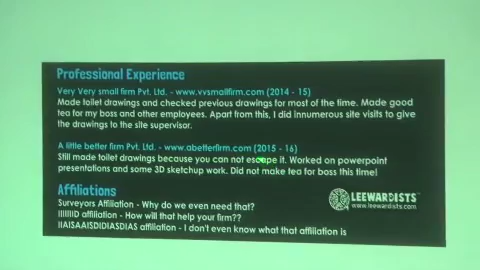 Professional Experience
Very Very small firm Pvt. Ltd. - www.vvsmallfirm.com (2014 - 15)
Made toilet drawings and checked previous drawings for most of the time. Made good
tea for my boss and other employees. Apart from this, I did innumerous site visits to give
the drawings to the site supervisor.
A little better firm Pvt. Ltd. - www.abetterfirm.com (2015 - 16)
Still made toilet drawings because you can not escape it. Worked on powerpoint
presentations and some 3D sketchup work. Did not make tea for boss this time!
Affiliations
Surveyors Affiliation - Why do we even need that?
IIIIIIID affiliation - How will that help your firm??
IIAISAAISDIDIASDIAS affiliation - I don't even know what that affiliation is
LEEWARDISTS
www.leewardists.com